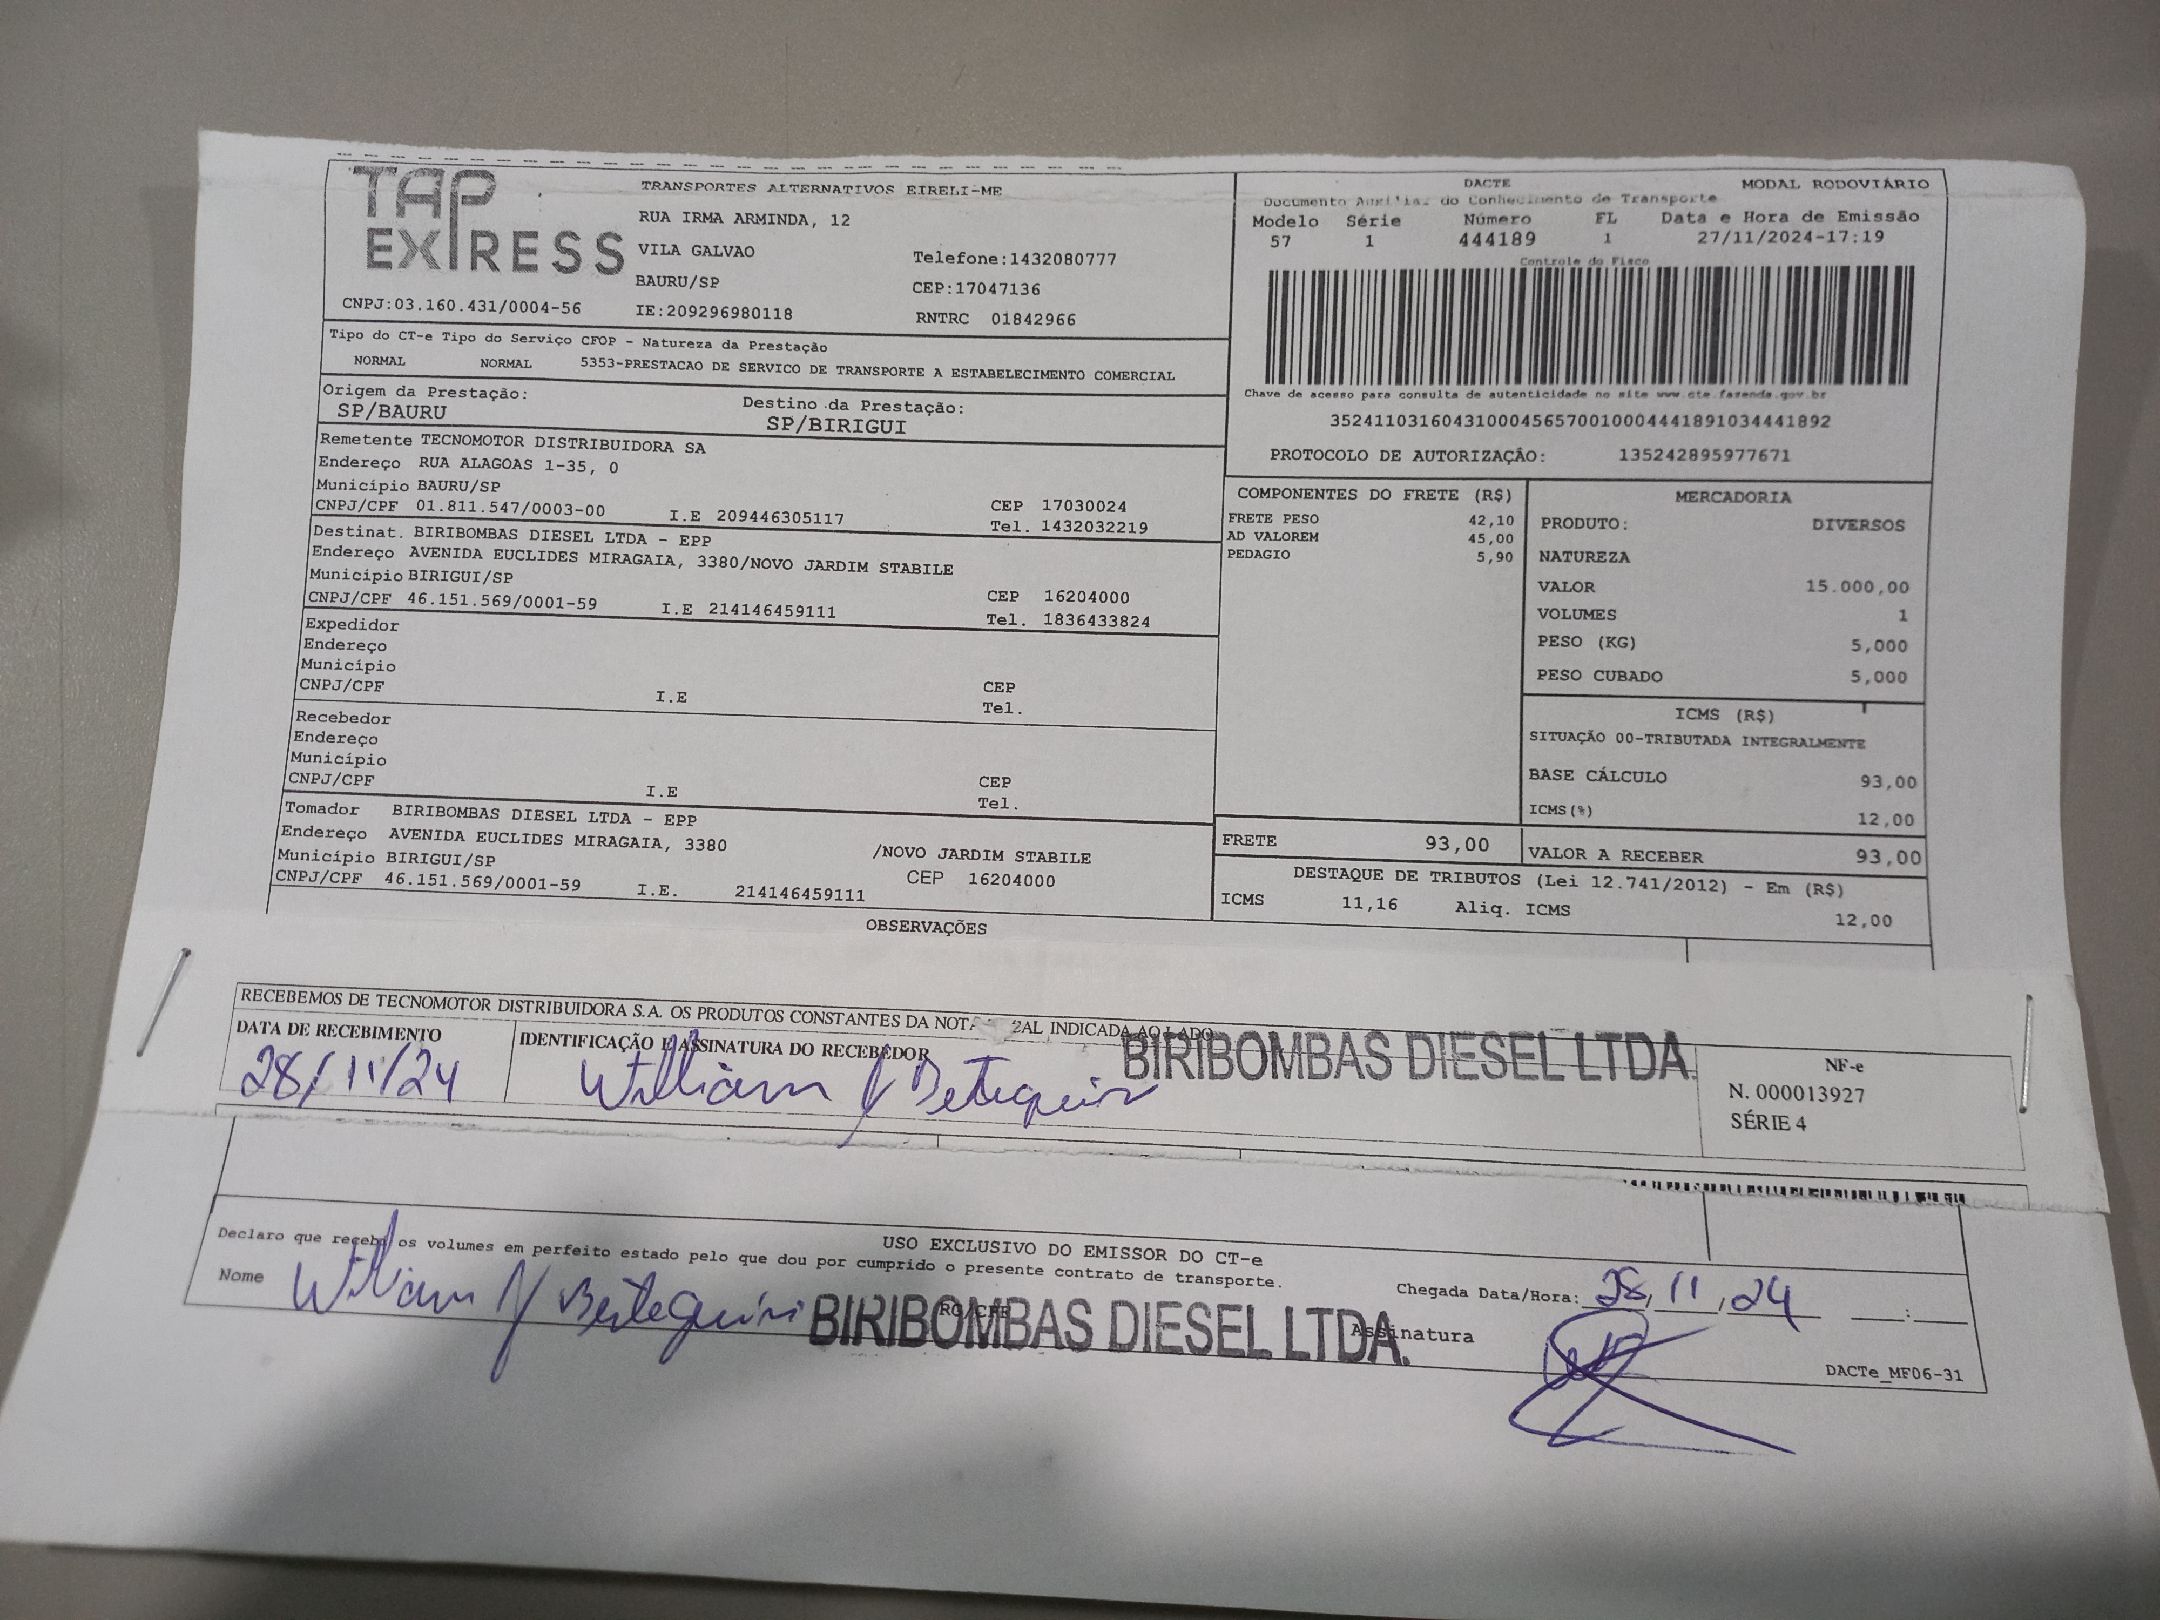 TAP
EXPRESS
TRANSPORTES ALTERNATIVOS EIRELI-ME
RUA IRMA ARMINDA, 12
VILA GALVAO
Telefone:1432080777
BAURU/SP
CEP:17047136
CNPJ:03.160.431/0004-56
IE:209296980118
RNTRC 01842966
DACTE
MODAL RODOVIÁRIO
Documento Auxiliar do Conhecimento de Transporte
Modelo Série Número FL Data e Hora de Emissão
57 1 444189 1 27/11/2024-17:19
Controle do Fisco
Chave de acesso para consulta de autenticidade no site www.cte.fazenda.gov.br
35241103160431000456570010004441891034441892
PROTOCOLO DE AUTORIZAÇÃO: 135242895977671
Tipo do CT-e Tipo do Serviço CFOP - Natureza da Prestação
NORMAL NORMAL 5353-PRESTACAO DE SERVICO DE TRANSPORTE A ESTABELECIMENTO COMERCIAL
Origem da Prestação: Destino da Prestação:
SP/BAURU SP/BIRIGUI
Remetente TECNOMOTOR DISTRIBUIDORA SA
Endereço RUA ALAGOAS 1-35, 0
Município BAURU/SP CEP 17030024
CNPJ/CPF 01.811.547/0003-00 I.E 209446305117 Tel. 1432032219
Destinat. BIRIBOMBAS DIESEL LTDA - EPP
Endereço AVENIDA EUCLIDES MIRAGAIA, 3380/NOVO JARDIM STABILE
Município BIRIGUI/SP CEP 16204000
CNPJ/CPF 46.151.569/0001-59 I.E 214146459111 Tel. 1836433824
Expedidor
Endereço
Município CEP
CNPJ/CPF I.E Tel.
Recebedor
Endereço
Município CEP
CNPJ/CPF I.E Tel.
Tomador BIRIBOMBAS DIESEL LTDA - EPP
Endereço AVENIDA EUCLIDES MIRAGAIA, 3380 /NOVO JARDIM STABILE
Município BIRIGUI/SP CEP 16204000
CNPJ/CPF 46.151.569/0001-59 I.E. 214146459111
COMPONENTES DO FRETE (R$)
FRETE PESO 42,10
AD VALOREM 45,00
PEDAGIO 5,90
MERCADORIA
PRODUTO: DIVERSOS
NATUREZA
VALOR 15.000,00
VOLUMES 1
PESO (KG) 5,000
PESO CUBADO 5,000
ICMS (R$)
SITUAÇÃO 00-TRIBUTADA INTEGRALMENTE
BASE CÁLCULO 93,00
ICMS(%) 12,00
FRETE 93,00 VALOR A RECEBER 93,00
DESTAQUE DE TRIBUTOS (Lei 12.741/2012) - Em (R$)
ICMS 11,16 Aliq. ICMS 12,00
OBSERVAÇÕES
RECEBEMOS DE TECNOMOTOR DISTRIBUIDORA S.A. OS PRODUTOS CONSTANTES DA INDICADA AO LADO
DATA DE RECEBIMENTO IDENTIFICAÇÃO E ASSINATURA DO RECEBEDOR
BIRIBOMBAS DIESEL LTDA.
28/11/24 William
NF-e
N. 000013927
SÉRIE 4
USO EXCLUSIVO DO EMISSOR DO CT-e
Declaro que recebi os volumes em perfeito estado pelo que dou por cumprido o presente contrato de transporte.
Nome William RG/CPF
BIRIBOMBAS DIESEL LTDA.
Chegada Data/Hora: 28, 11, 24 :
Assinatura
DACTe_MF06-31